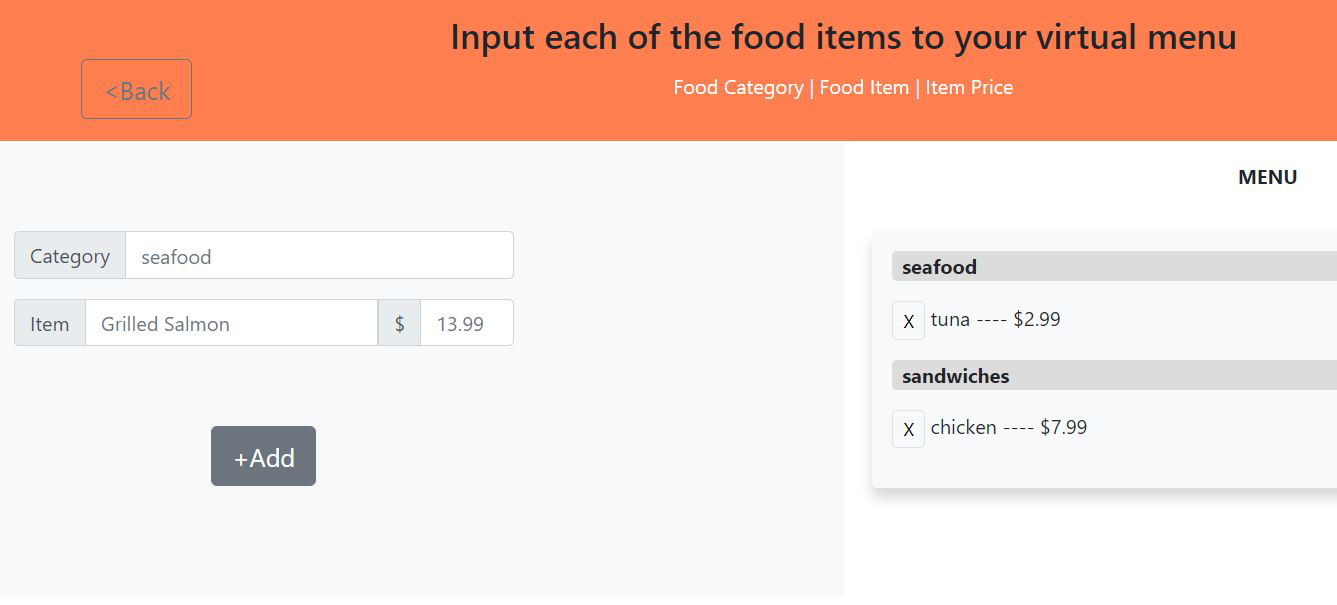 Input each of the food items to your virtual menu
<Back
Food Category | Food Item | Item Price
MENU
Category seafood
Item Grilled Salmon $ 13.99
+Add
seafood
X tuna ---- $2.99
sandwiches
X chicken ---- $7.99